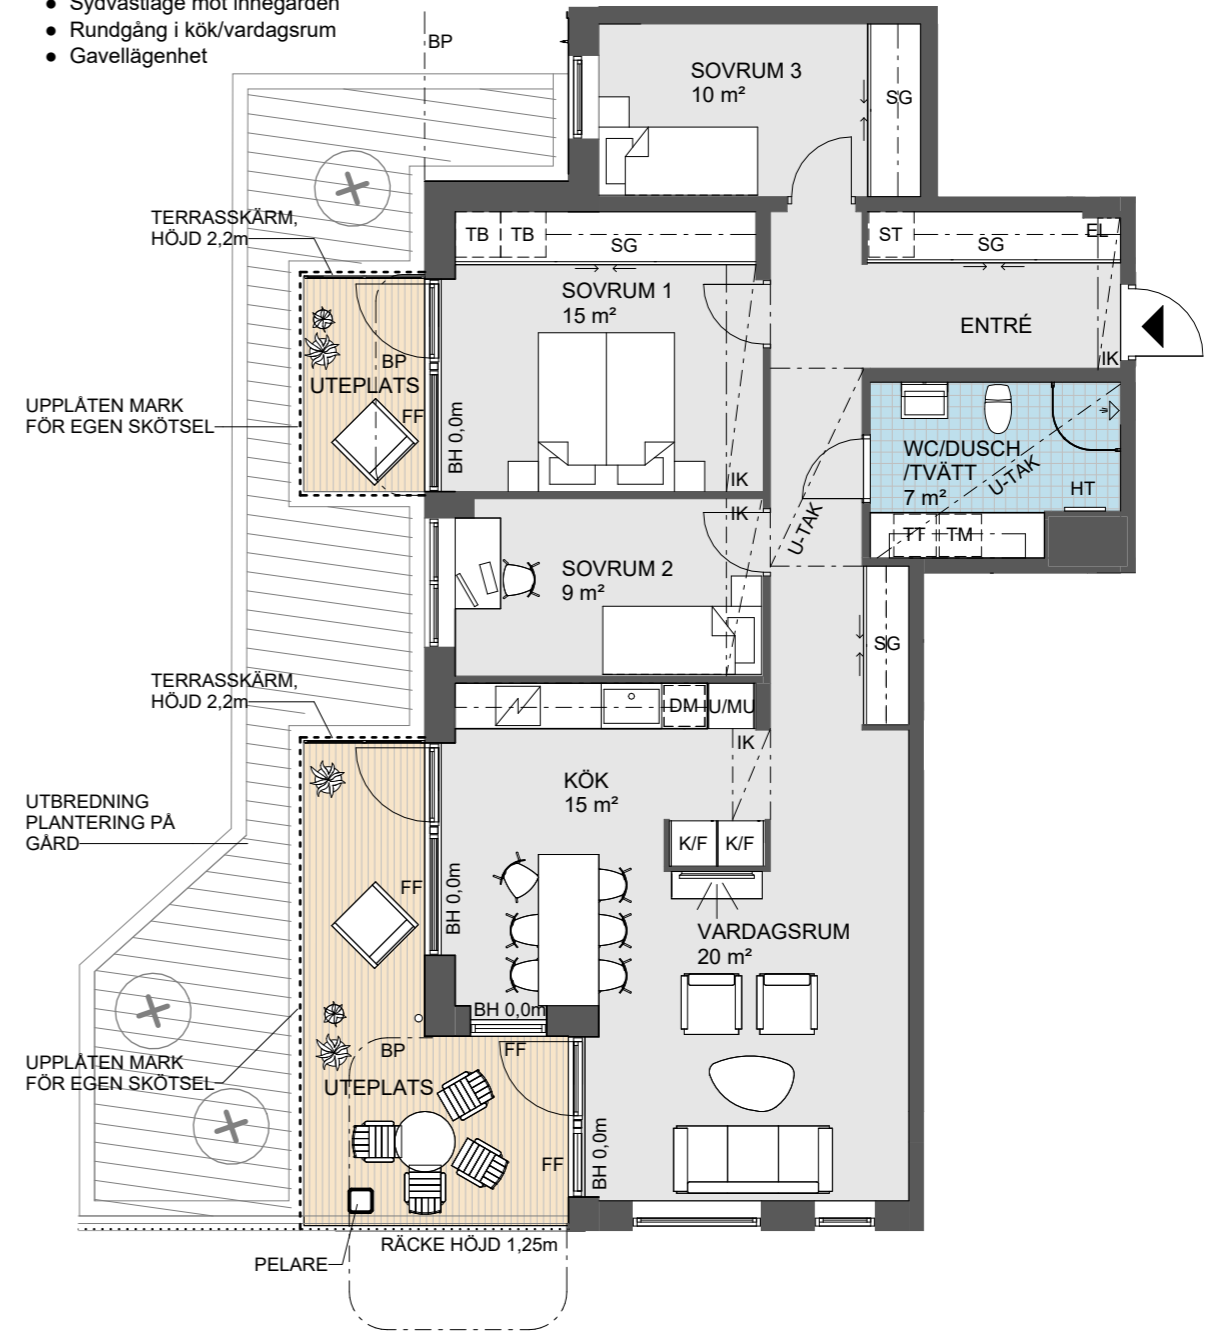 ● Sydvästläge mot innegården
● Rundgång i kök/vardagsrum
● Gavellägenhet
BP
SOVRUM 3
10 m²
SG
TERRASSKÄRM,
HÖJD 2,2m
TB TB
SG
ST
SG
EL
SOVRUM 1
15 m²
ENTRÉ
IK
BP
UTEPLATS
FF
BH 0,0m
UPPLÅTEN MARK
FÖR EGEN SKÖTSEL
IK
WC/DUSCH
/TVÄTT
7 m²
U-TAK
HT
TT TM
IK
U-TAK
SOVRUM 2
9 m²
SG
TERRASSKÄRM,
HÖJD 2,2m
DM U/MU
IK
KÖK
15 m²
UTBREDNING
PLANTERING PÅ
GÅRD
K/F K/F
FF
BH 0,0m
VARDAGSRUM
20 m²
BH 0,0m
UPPLÅTEN MARK
FÖR EGEN SKÖTSEL
BP
FF
UTEPLATS
FF
BH 0,0m
RÄCKE HÖJD 1,25m
PELARE